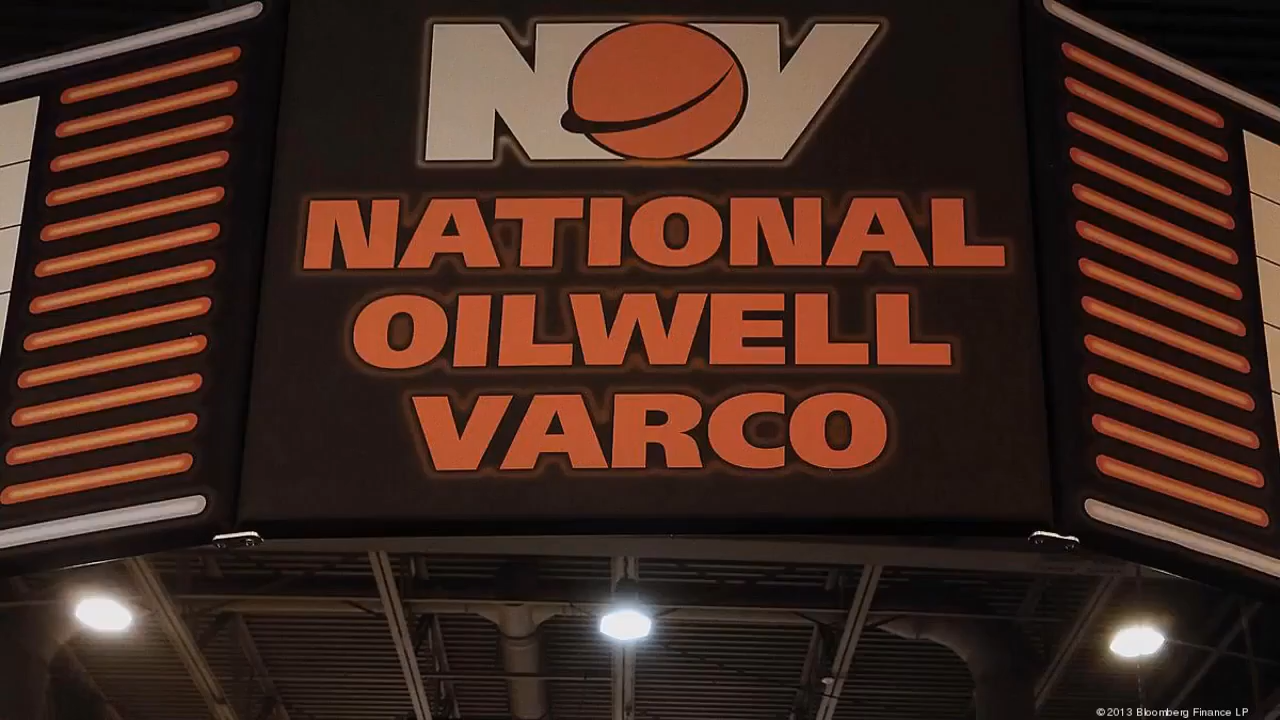 NOV
NATIONAL
OILWELL
VARCO
©2013 Bloomberg Finance LP